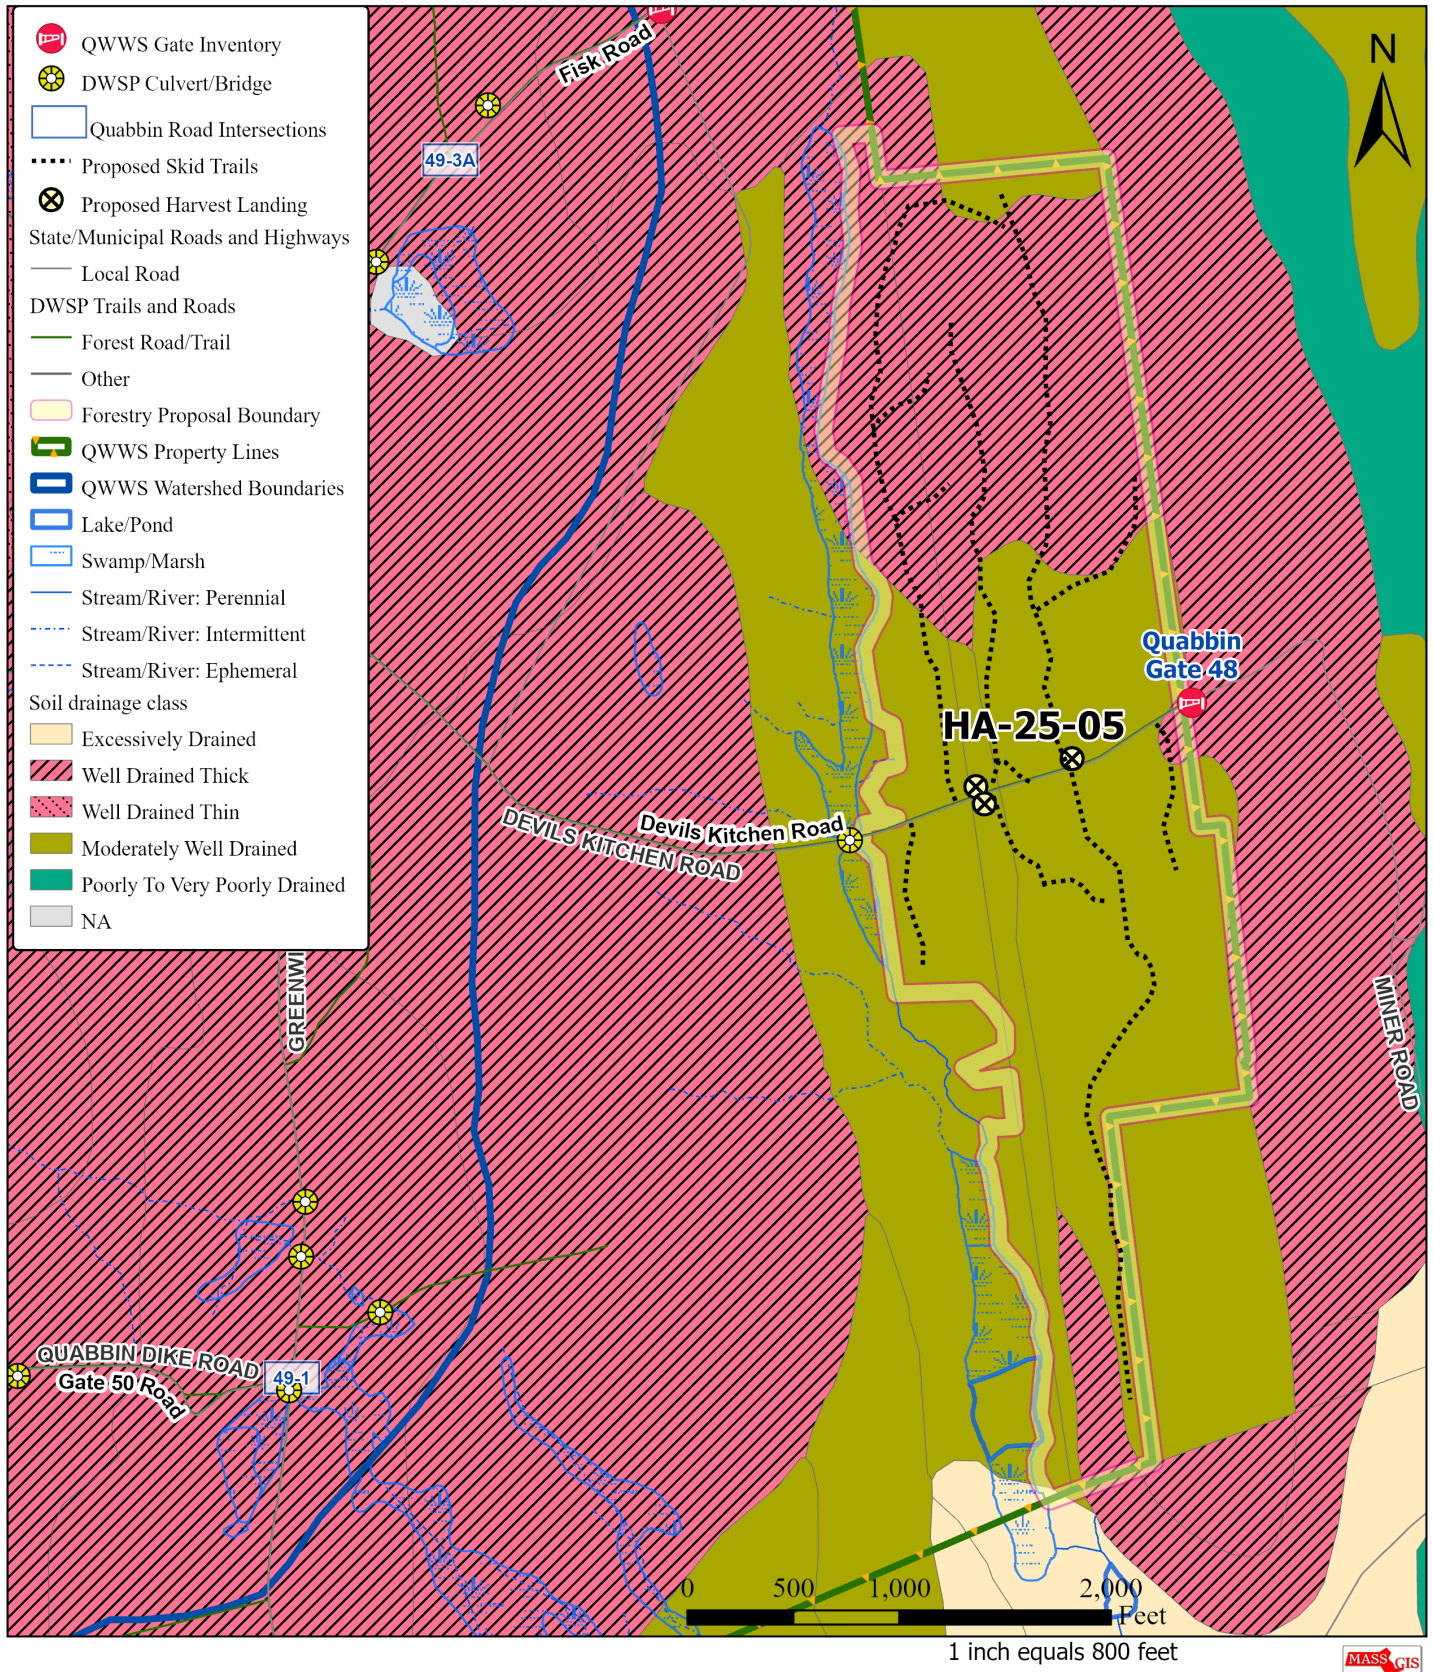 QWWS Gate Inventory
DWSP Culvert/Bridge
Quabbin Road Intersections
Proposed Skid Trails
Proposed Harvest Landing
State/Municipal Roads and Highways
Local Road
DWSP Trails and Roads
Forest Road/Trail
Other
Forestry Proposal Boundary
QWWS Property Lines
QWWS Watershed Boundaries
Lake/Pond
Swamp/Marsh
Stream/River: Perennial
Stream/River: Intermittent
Stream/River: Ephemeral
Soil drainage class
Excessively Drained
Well Drained Thick
Well Drained Thin
Moderately Well Drained
Poorly To Very Poorly Drained
NA
Fisk Road
49-3A
N
Quabbin
Gate 48
HA-25-05
Devils Kitchen Road
DEVILS KITCHEN ROAD
GREENWI
MINER ROAD
QUABBIN DIKE ROAD
Gate 50 Road
49-1
0 500 1,000 2,000
Feet
1 inch equals 800 feet
MASS GIS